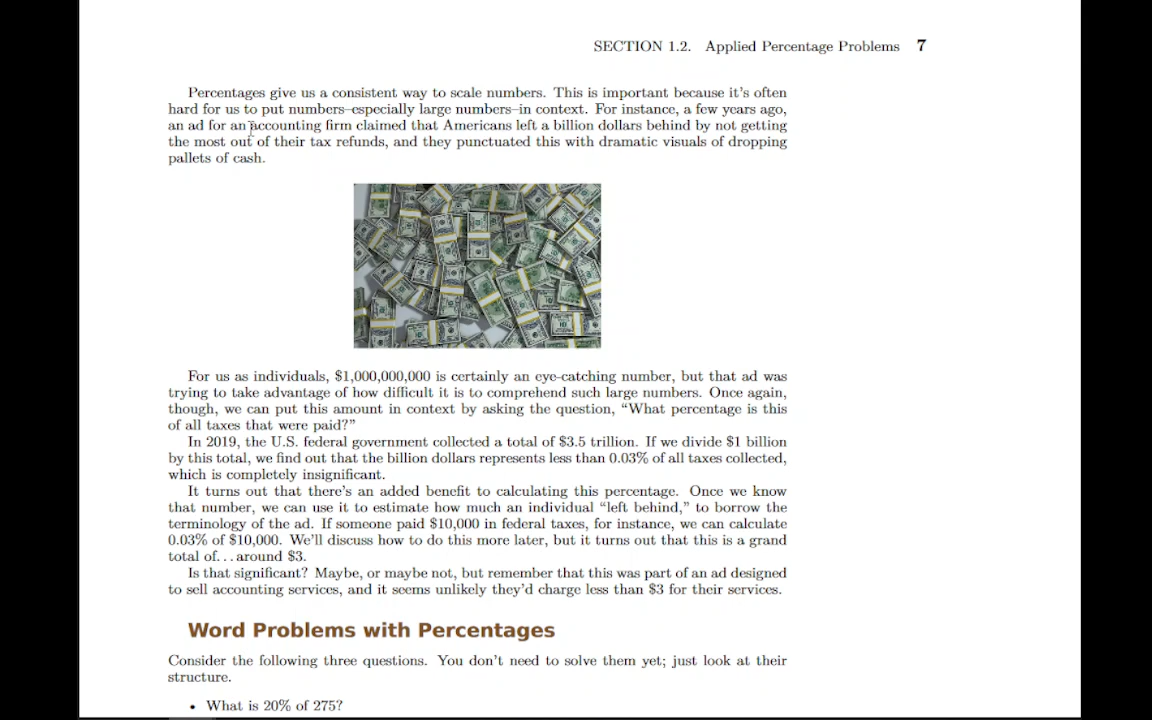 SECTION 1.2. Applied Percentage Problems 7
Percentages give us a consistent way to scale numbers. This is important because it's often
hard for us to put numbers–especially large numbers–in context. For instance, a few years ago,
an ad for an accounting firm claimed that Americans left a billion dollars behind by not getting
the most out of their tax refunds, and they punctuated this with dramatic visuals of dropping
pallets of cash.
For us as individuals, $1,000,000,000 is certainly an eye-catching number, but that ad was
trying to take advantage of how difficult it is to comprehend such large numbers. Once again,
though, we can put this amount in context by asking the question, “What percentage is this
of all taxes that were paid?”
In 2019, the U.S. federal government collected a total of $3.5 trillion. If we divide $1 billion
by this total, we find out that the billion dollars represents less than 0.03% of all taxes collected,
which is completely insignificant.
It turns out that there's an added benefit to calculating this percentage. Once we know
that number, we can use it to estimate how much an individual “left behind,” to borrow the
terminology of the ad. If someone paid $10,000 in federal taxes, for instance, we can calculate
0.03% of $10,000. We'll discuss how to do this more later, but it turns out that this is a grand
total of. . . around $3.
Is that significant? Maybe, or maybe not, but remember that this was part of an ad designed
to sell accounting services, and it seems unlikely they'd charge less than $3 for their services.
Word Problems with Percentages
Consider the following three questions. You don't need to solve them yet; just look at their
structure.
• What is 20% of 275?